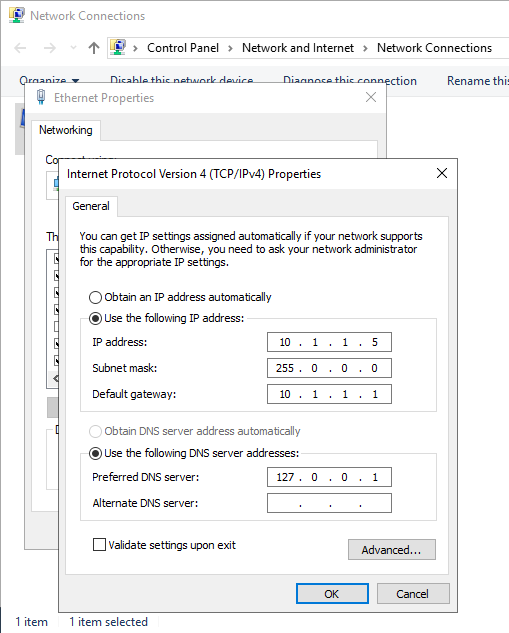 Network Connections
Control Panel > Network and Internet > Network Connections
Organize Disable this network device Diagnose this connection Rename this
Ethernet Properties
Networking
Internet Protocol Version 4 (TCP/IPv4) Properties
General
You can get IP settings assigned automatically if your network supports
this capability. Otherwise, you need to ask your network administrator
for the appropriate IP settings.
Obtain an IP address automatically
Use the following IP address:
IP address: 10 . 1 . 1 . 5
Subnet mask: 255 . 0 . 0 . 0
Default gateway: 10 . 1 . 1 . 1
Obtain DNS server address automatically
Use the following DNS server addresses:
Preferred DNS server: 127 . 0 . 0 . 1
Alternate DNS server: . . .
Validate settings upon exit
Advanced...
OK Cancel
1 item 1 item selected